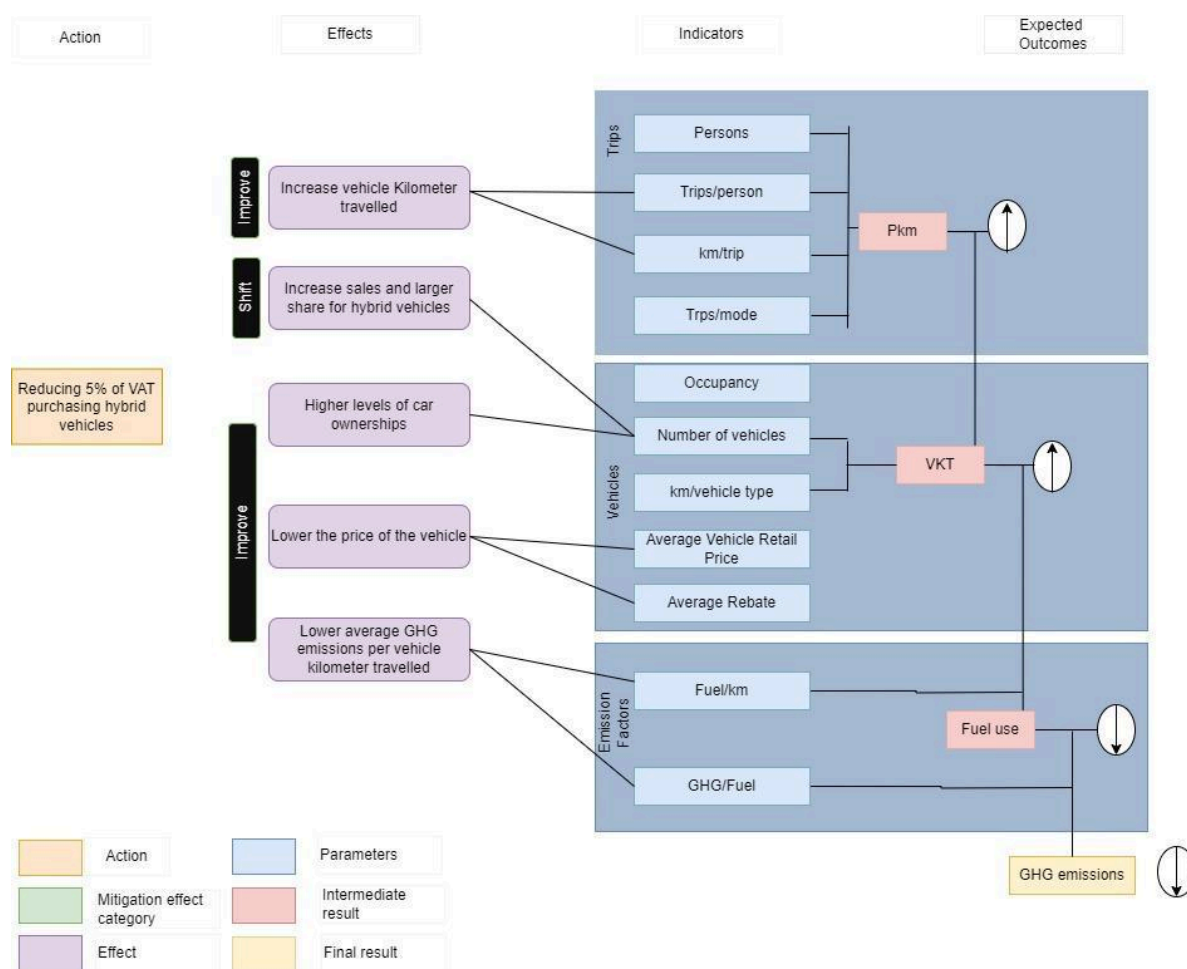 Action
Effects
Indicators
Expected
Outcomes
Trips
Persons
Improve
Increase vehicle Kilometer
travelled
Trips/person
Pkm
km/trip
Shift
Increase sales and larger
share for hybrid vehicles
Trps/mode
Reducing 5% of VAT
purchasing hybrid
vehicles
Improve
Higher levels of car
ownerships
Vehicles
Occupancy
Number of vehicles
VKT
km/vehicle type
Lower the price of the vehicle
Average Vehicle Retail
Price
Average Rebate
Lower average GHG
emissions per vehicle
kilometer travelled
Emission
Factors
Fuel/km
Fuel use
GHG/Fuel
GHG emissions
Action
Parameters
Mitigation effect
category
Intermediate
result
Effect
Final result